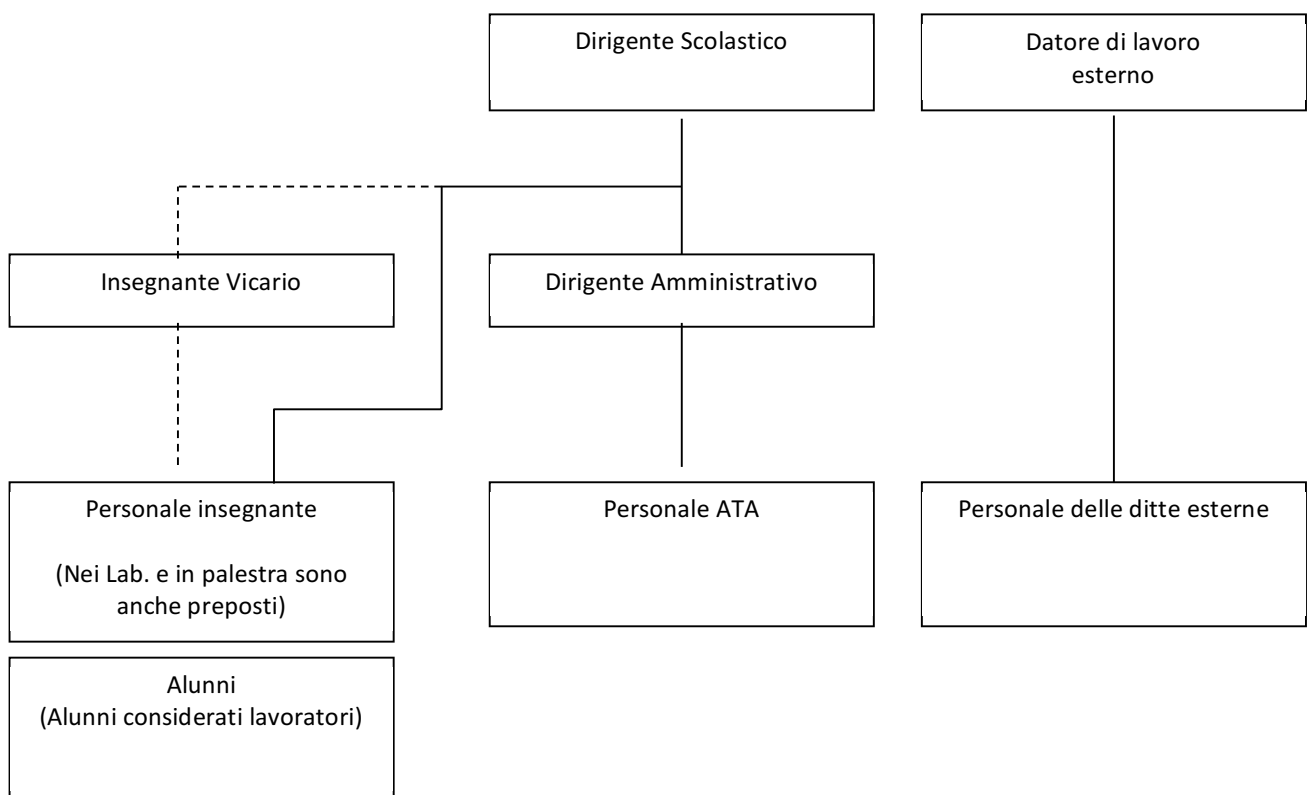 Dirigente Scolastico
Datore di lavoro
esterno
Insegnante Vicario
Dirigente Amministrativo
Personale insegnante
(Nei Lab. e in palestra sono
anche preposti)
Personale ATA
Personale delle ditte esterne
Alunni
(Alunni considerati lavoratori)